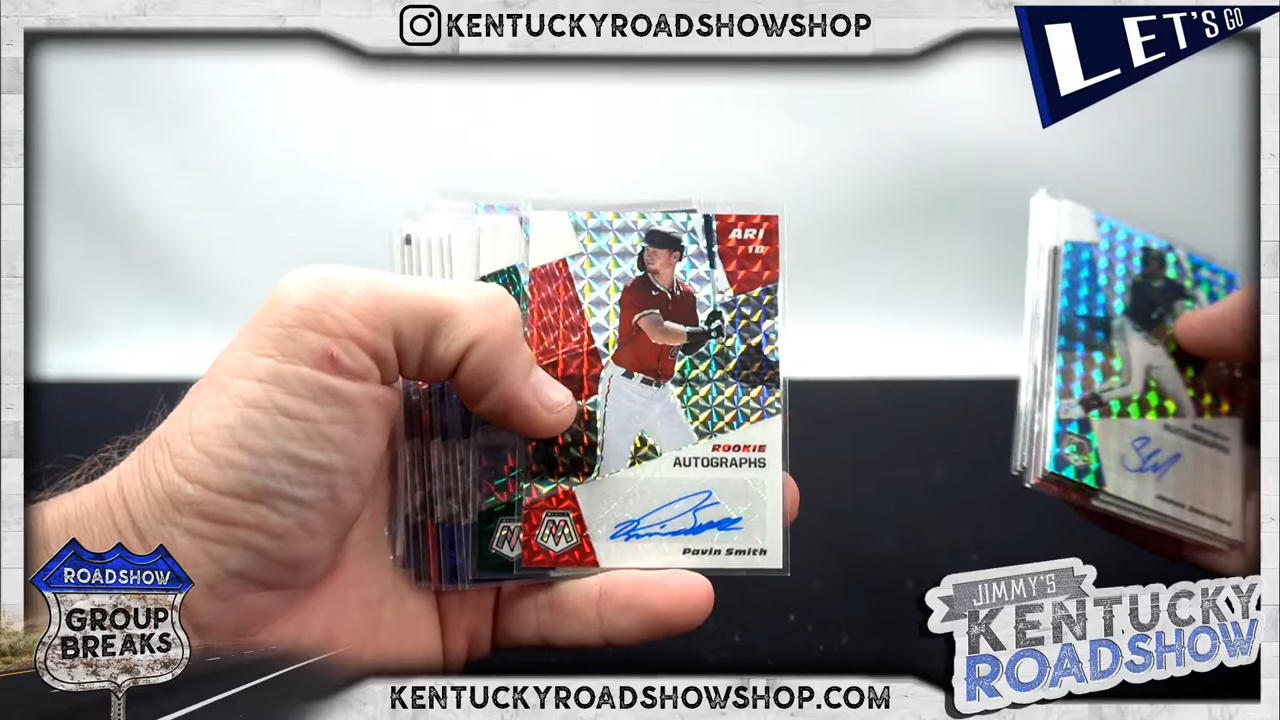 KENTUCKYROADSHOWSHOP
LET'S GO
ARI
1B
ROOKIE
AUTOGRAPHS
Pavin Smith
ROADSHOW
GROUP
BREAKS
JIMMY'S
KENTUCKY
ROADSHOW
KENTUCKYROADSHOWSHOP.COM